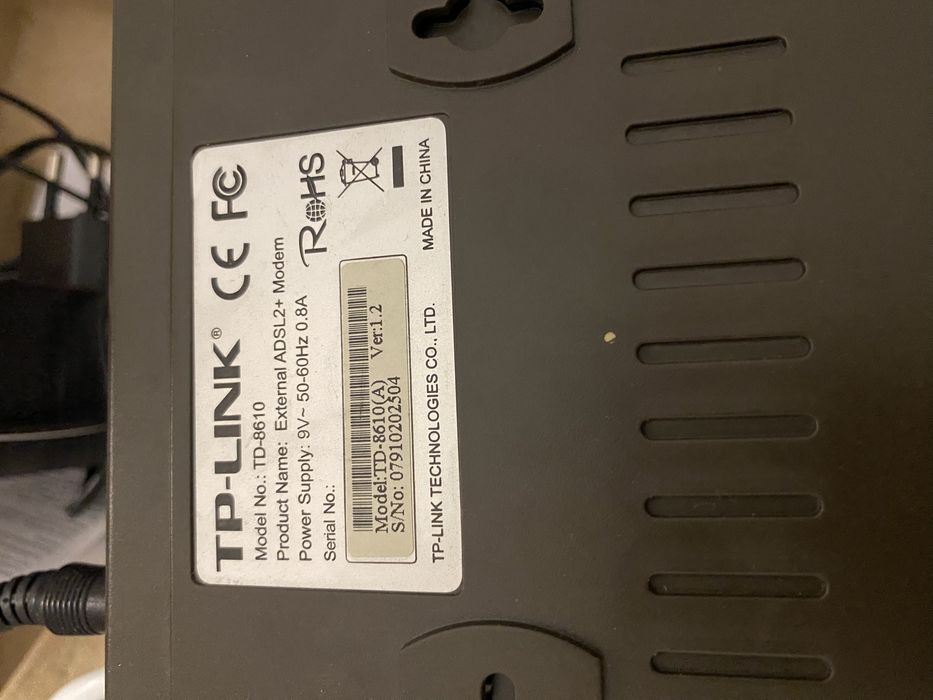 TP-LINK® CE FC
Model No.: TD-8610
Product Name: External ADSL2+ Modem
Power Supply: 9V~ 50-60Hz 0.8A
RoHS
Serial No.:
Model:TD-8610(A) Ver:1.2
S/No: 07910202504
TP-LINK TECHNOLOGIES CO., LTD. MADE IN CHINA